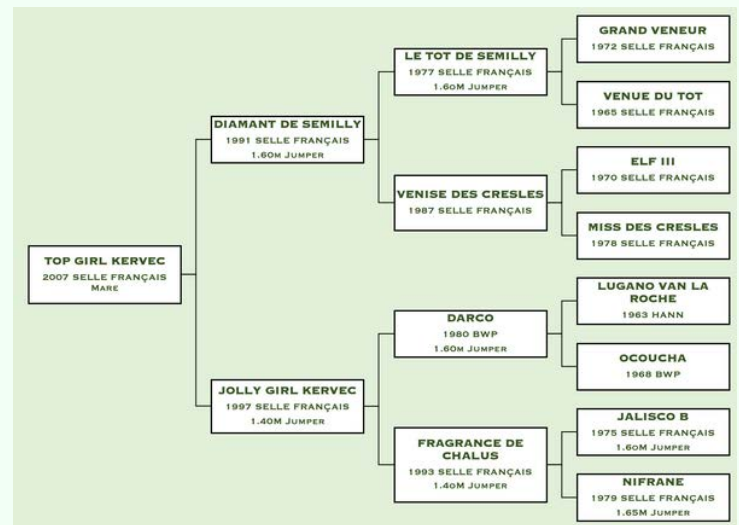 TOP GIRL KERVEC
2007 SELLE FRANÇAIS
MARE
DIAMANT DE SEMILLY
1991 SELLE FRANÇAIS
1.60M JUMPER
JOLLY GIRL KERVEC
1997 SELLE FRANÇAIS
1.40M JUMPER
LE TOT DE SEMILLY
1977 SELLE FRANÇAIS
1.60M JUMPER
VENISE DES CRESLES
1987 SELLE FRANÇAIS
DARCO
1980 BWP
1.60M JUMPER
FRAGRANCE DE
CHALUS
1993 SELLE FRANÇAIS
1.40M JUMPER
GRAND VENEUR
1972 SELLE FRANÇAIS
VENUE DU TOT
1965 SELLE FRANÇAIS
ELF III
1970 SELLE FRANÇAIS
MISS DES CRESLES
1978 SELLE FRANÇAIS
LUGANO VAN LA
ROCHE
1963 HANN
OCOUCHA
1968 BWP
JALISCO B
1975 SELLE FRANÇAIS
1.60M JUMPER
NIFRANE
1979 SELLE FRANÇAIS
1.65M JUMPER